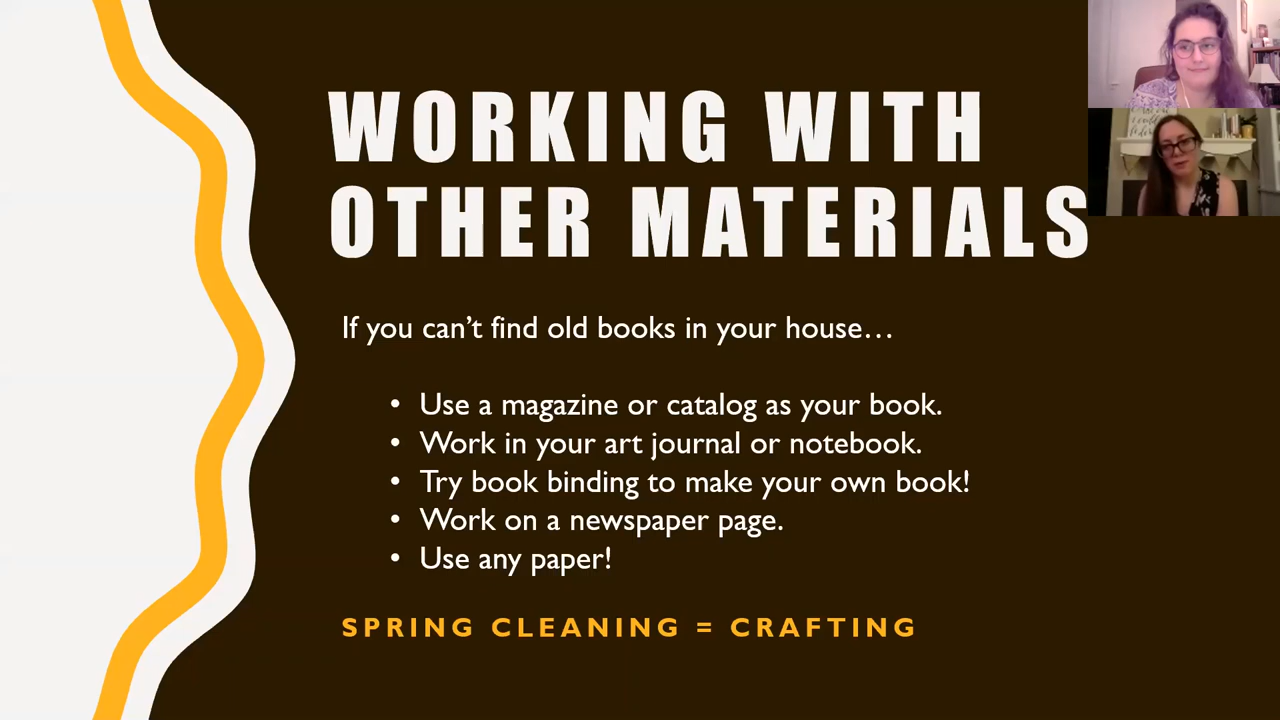 WORKING WITH
OTHER MATERIALS
If you can’t find old books in your house…
• Use a magazine or catalog as your book.
• Work in your art journal or notebook.
• Try book binding to make your own book!
• Work on a newspaper page.
• Use any paper!
SPRING CLEANING = CRAFTING